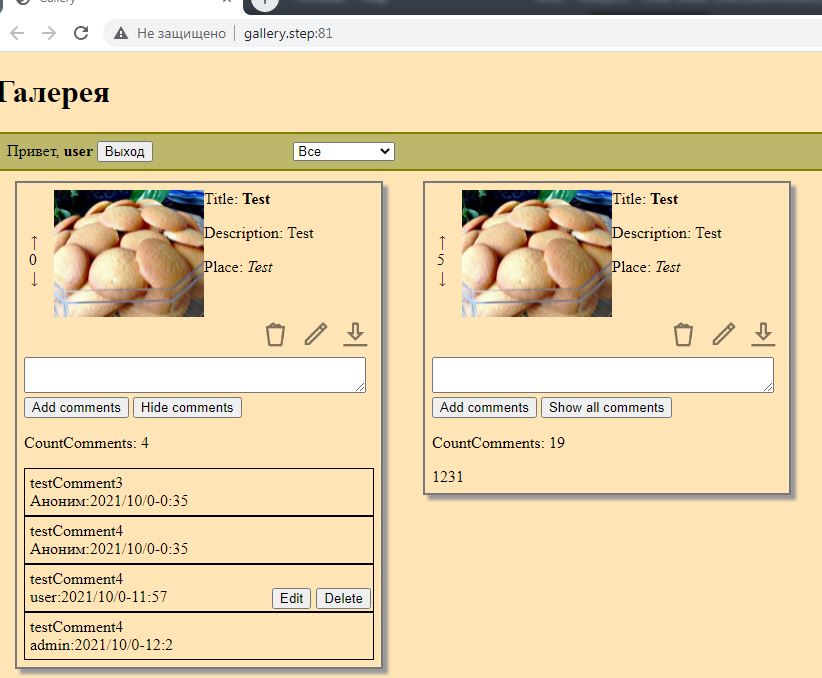 Gallery
Не защищено | gallery.step:81
Галерея
Привет, user Выход Все
↑
0
↓
Title: Test
Description: Test
Place: Test
Add comments Hide comments
CountComments: 4
testComment3
Аноним:2021/10/0-0:35
testComment4
Аноним:2021/10/0-0:35
testComment4
user:2021/10/0-11:57 Edit Delete
testComment4
admin:2021/10/0-12:2
↑
5
↓
Title: Test
Description: Test
Place: Test
Add comments Show all comments
CountComments: 19
1231